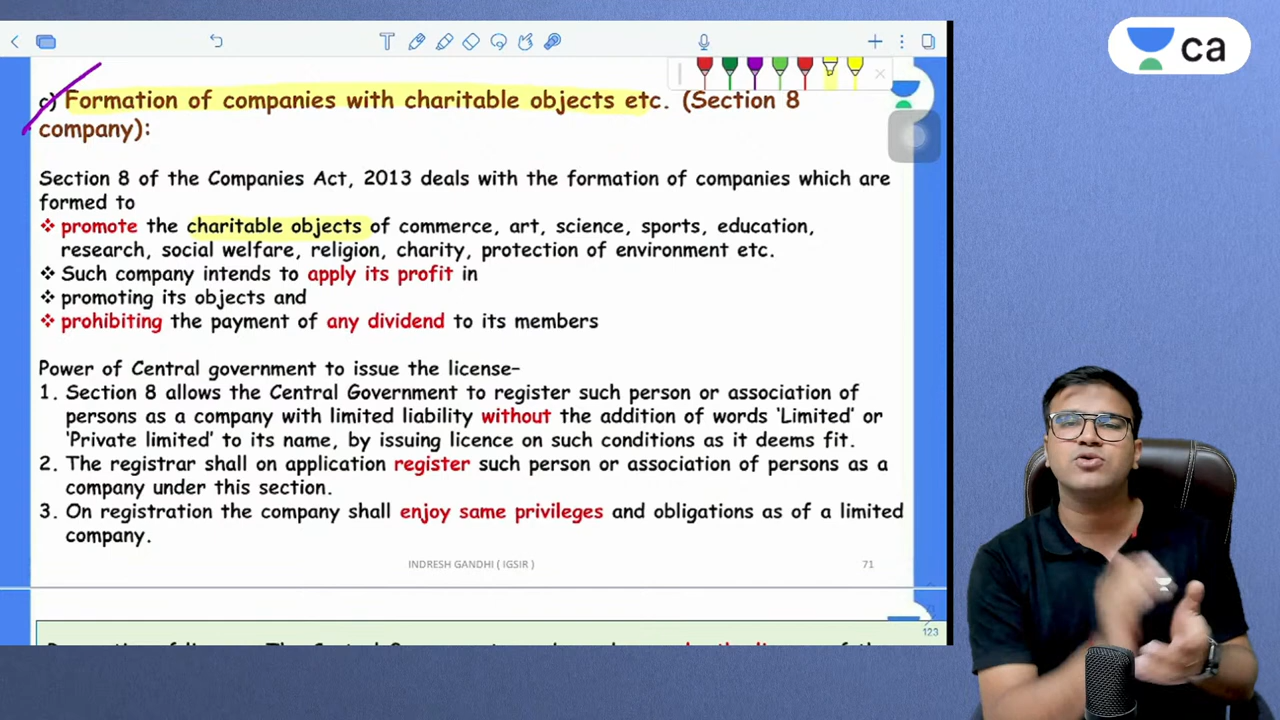 ca
c) Formation of companies with charitable objects etc. (Section 8
company):
Section 8 of the Companies Act, 2013 deals with the formation of companies which are
formed to
❖ promote the charitable objects of commerce, art, science, sports, education,
research, social welfare, religion, charity, protection of environment etc.
❖ Such company intends to apply its profit in
❖ promoting its objects and
❖ prohibiting the payment of any dividend to its members
Power of Central government to issue the license–
1. Section 8 allows the Central Government to register such person or association of
persons as a company with limited liability without the addition of words ‘Limited’ or
‘Private limited’ to its name, by issuing licence on such conditions as it deems fit.
2. The registrar shall on application register such person or association of persons as a
company under this section.
3. On registration the company shall enjoy same privileges and obligations as of a limited
company.
INDRESH GANDHI ( IGSIR )
71
123